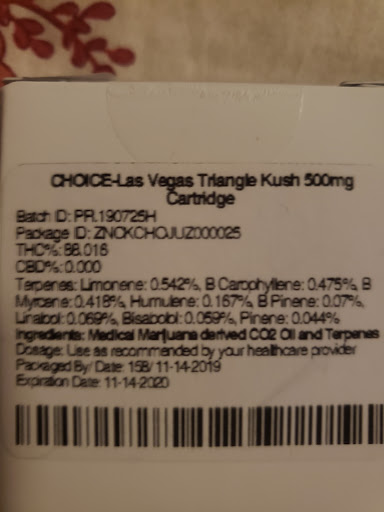 CHOICE-Las Vegas Triangle Kush 500mg
Cartridge
Batch ID: PR.190725H
Package ID: ZNCKCHOJUZ000025
THC%: 88.016
CBD%: 0.000
Terpenes: Limonene: 0.542%, B Caryophyllene: 0.475%, B
Myrcene: 0.418%, Humulene: 0.167%, B Pinene: 0.07%,
Linalool: 0.069%, Bisabolol: 0.059%, Pinene: 0.044%
Ingredients: Medical Marijuana derived CO2 Oil and Terpenes
Dosage: Use as recommended by your healthcare provider
Packaged By/ Date: 15B/ 11-14-2019
Expiration Date: 11-14-2020